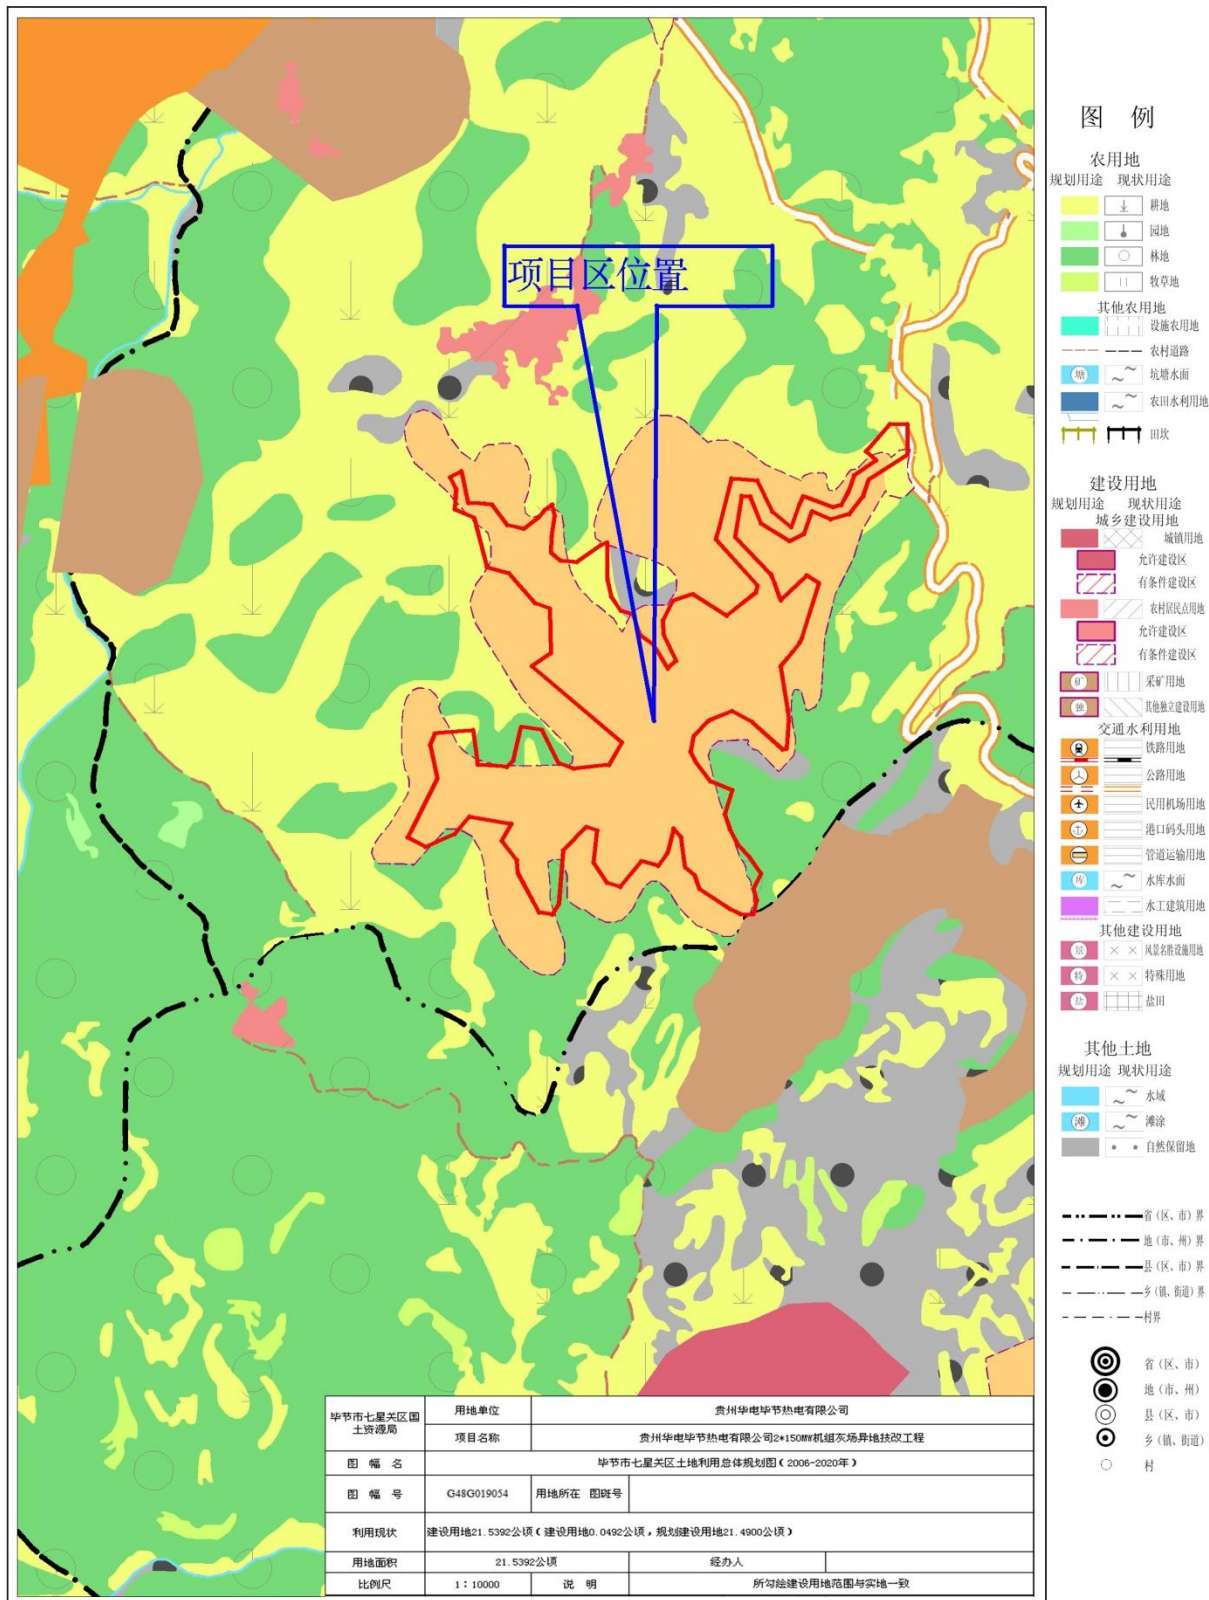 项目区位置
图 例
农用地
规划用途 现状用途
耕地
园地
林地
牧草地
其他农用地
设施农用地
农村道路
塘 坑塘水面
农田水利用地
田坎
建设用地
规划用途 现状用途
城乡建设用地
城镇用地
允许建设区
有条件建设区
农村居民点用地
允许建设区
有条件建设区
矿 采矿用地
独 其他独立建设用地
交通水利用地
铁路用地
公路用地
民用机场用地
港口码头用地
管道运输用地
库 水库水面
水工建筑用地
其他建设用地
景 风景名胜设施用地
特 特殊用地
盐 盐田
其他土地
规划用途 现状用途
水域
滩 滩涂
自然保留地
省（区、市）界
地（市、州）界
县（区、市）界
乡（镇、街道）界
村界
省（区、市）
地（市、州）
县（区、市）
乡（镇、街道）
村
毕节市七星关区国
土资源局
用地单位 贵州华电毕节热电有限公司
项目名称 贵州华电毕节热电有限公司2*150MW机组灰场异地技改工程
图 幅 名 毕节市七星关区土地利用总体规划图（2006-2020年）
图 幅 号 G48G019054 用地所在 图斑号
利用现状 建设用地21.5392公顷（建设用地0.0492公顷，规划建设用地21.4900公顷）
用地面积 21.5392公顷 经办人
比例尺 1：10000 说 明 所勾绘建设用地范围与实地一致